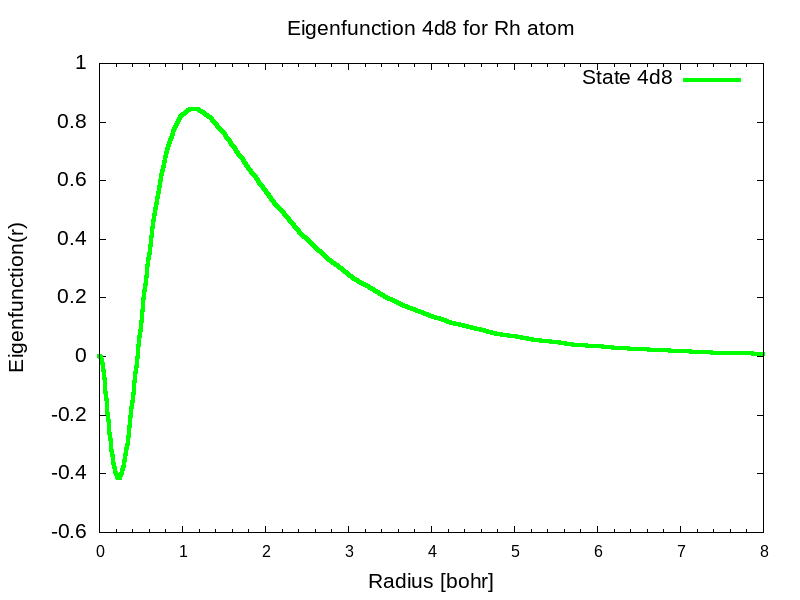 Eigenfunction 4d8 for Rh atom
State 4d8
Eigenfunction(r)
1
0.8
0.6
0.4
0.2
0
-0.2
-0.4
-0.6
0 1 2 3 4 5 6 7 8
Radius [bohr]